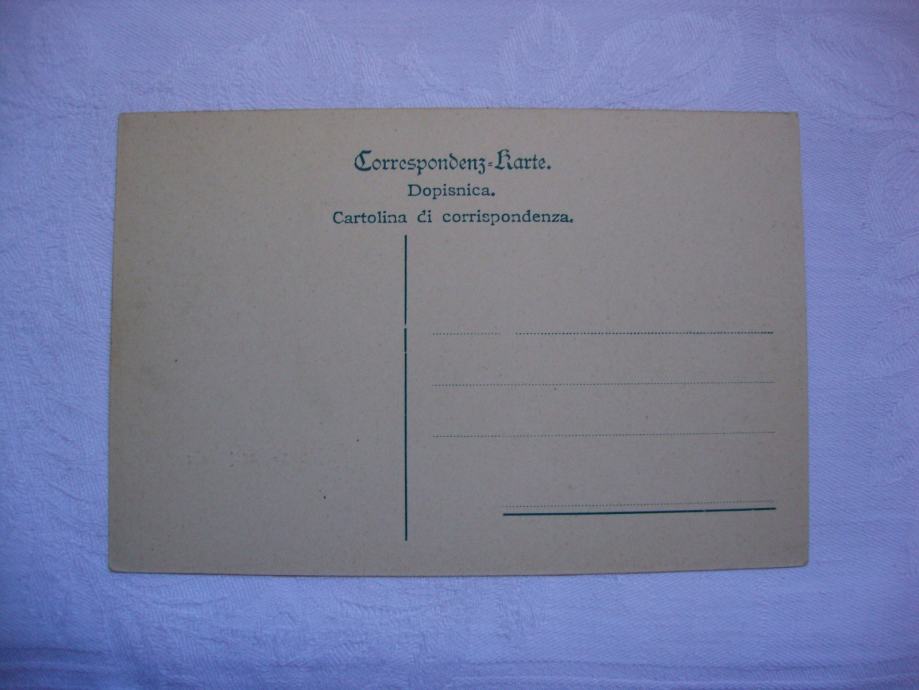 Correspondenz-Karte.
Dopisnica.
Cartolina di corrispondenza.